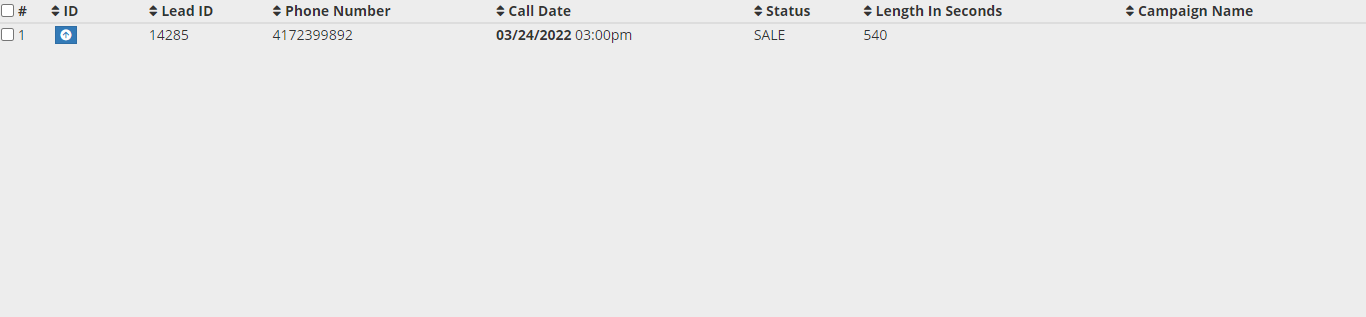 # ID Lead ID Phone Number Call Date Status Length In Seconds Campaign Name
1 14285 4172399892 03/24/2022 03:00pm SALE 540